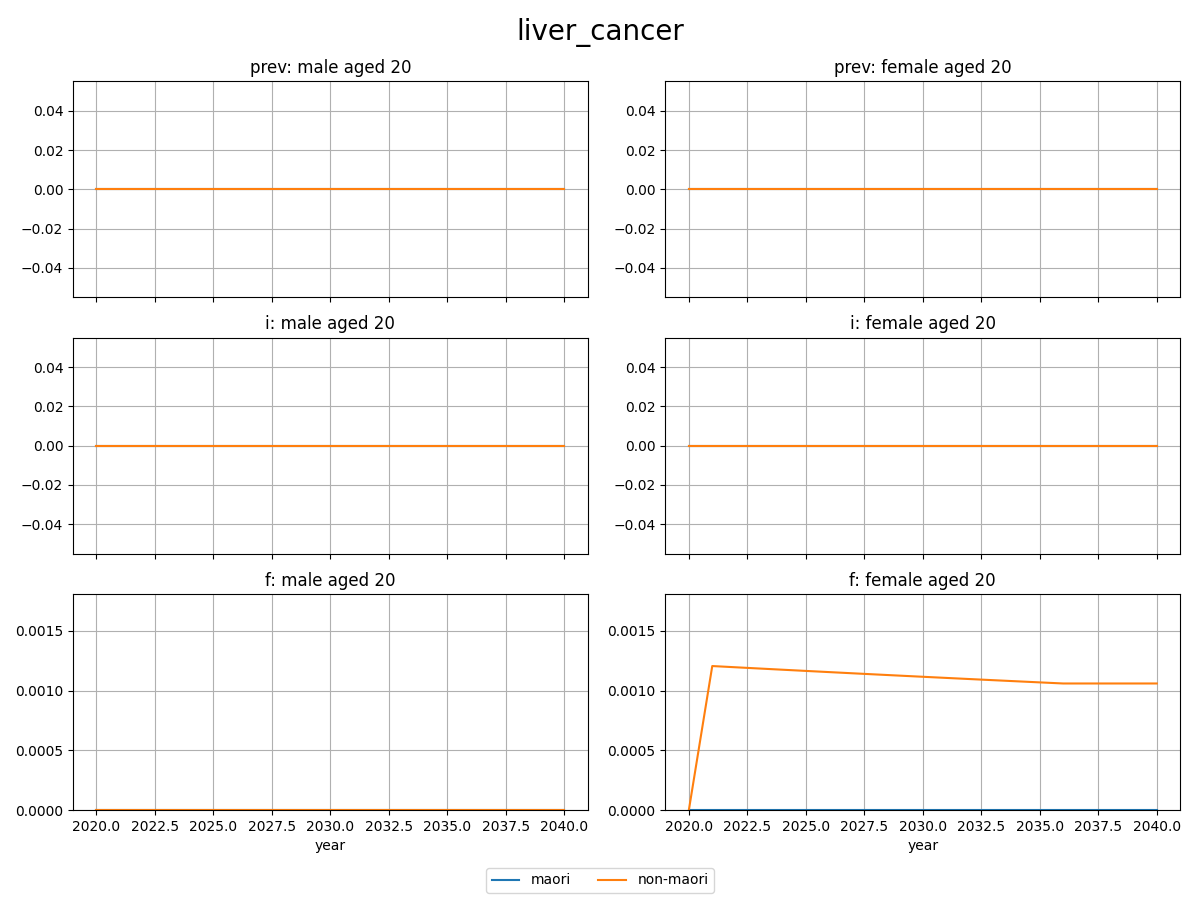 liver_cancer
prev: male aged 20
prev: female aged 20
0.04
0.02
0.00
−0.02
−0.04
0.04
0.02
0.00
−0.02
−0.04
i: male aged 20
i: female aged 20
0.04
0.02
0.00
−0.02
−0.04
0.04
0.02
0.00
−0.02
−0.04
f: male aged 20
f: female aged 20
0.0015
0.0010
0.0005
0.0000
0.0015
0.0010
0.0005
0.0000
2020.0 2022.5 2025.0 2027.5 2030.0 2032.5 2035.0 2037.5 2040.0
2020.0 2022.5 2025.0 2027.5 2030.0 2032.5 2035.0 2037.5 2040.0
year
year
maori non-maori